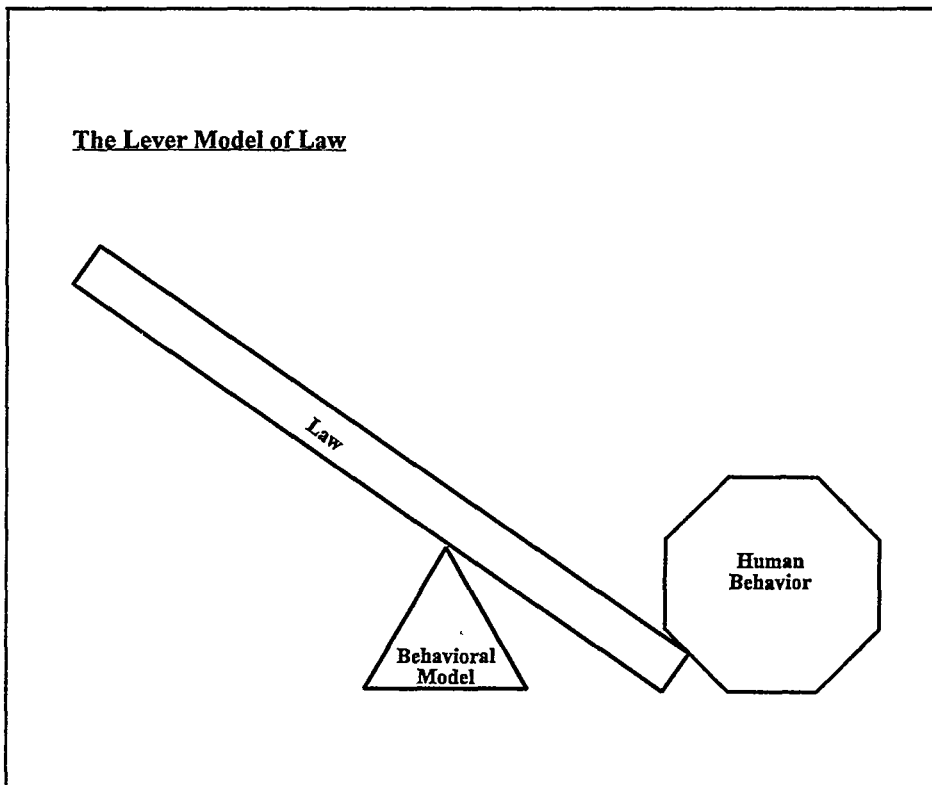 The Lever Model of Law
Law
Human
Behavior
Behavioral
Model